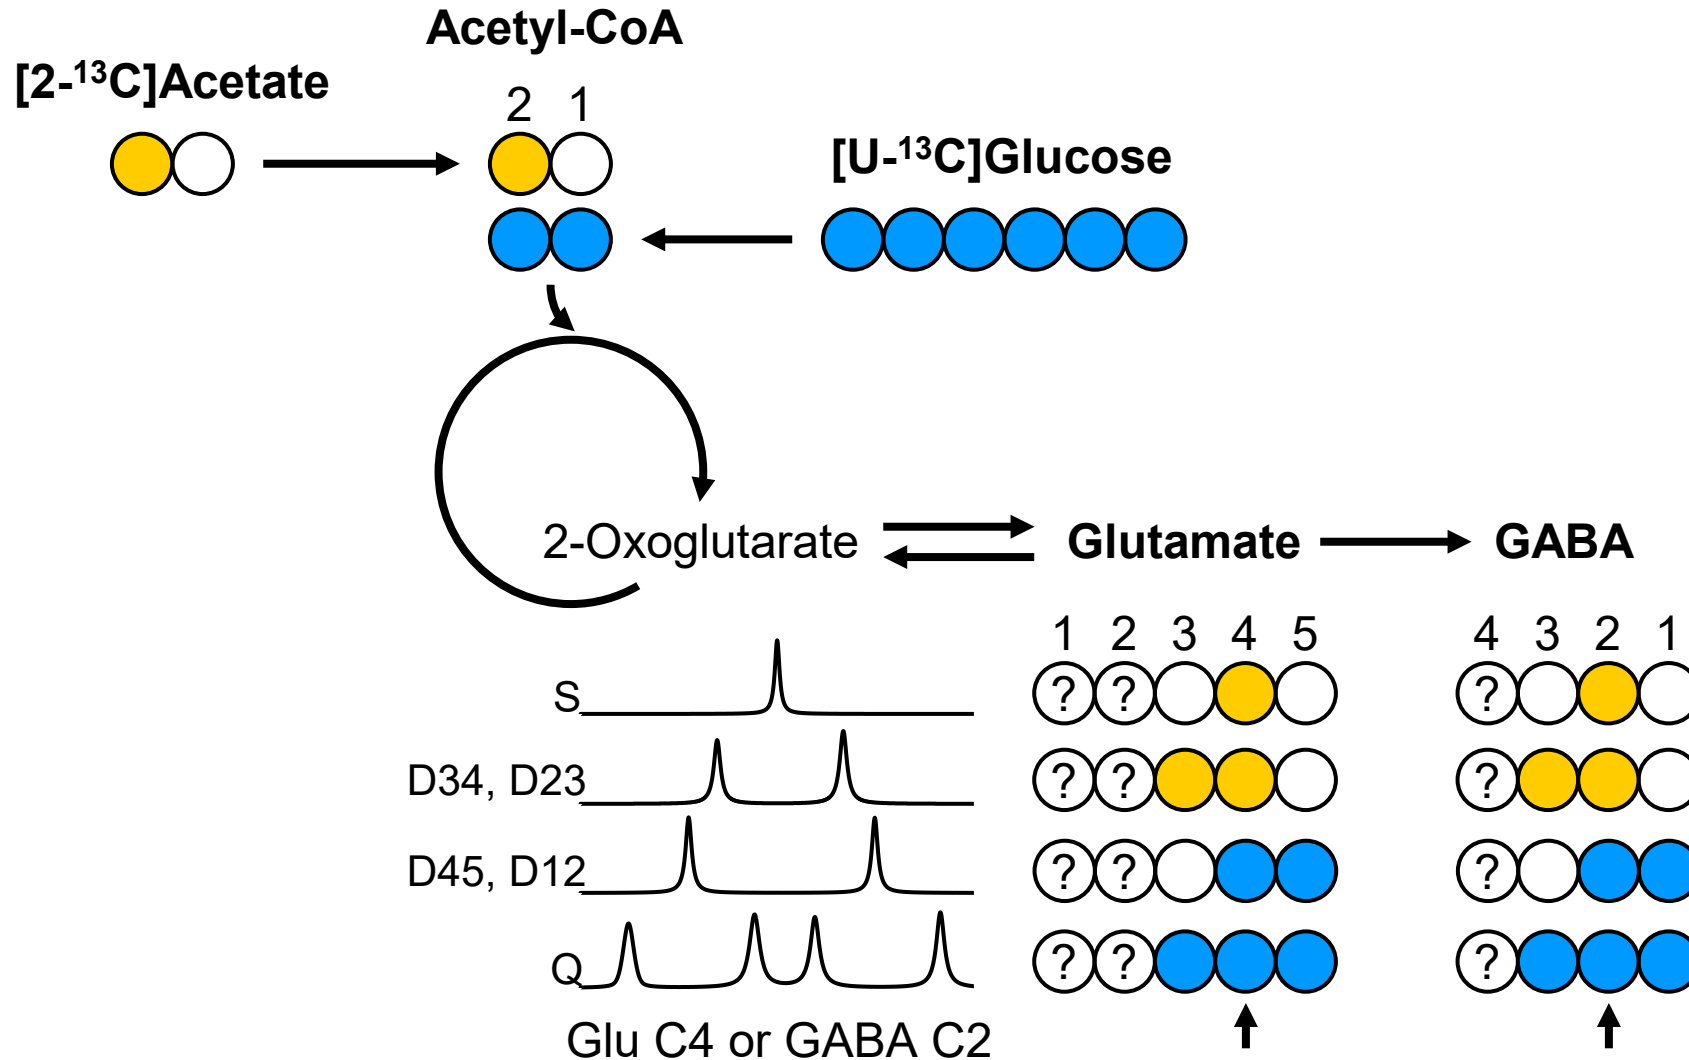 Acetyl-CoA
[2-¹³C]Acetate
2 1
[U-¹³C]Glucose
2-Oxoglutarate
Glutamate
GABA
1 2 3 4 5
4 3 2 1
S
? ?
?
D34, D23
? ?
?
D45, D12
? ?
?
Q
? ?
?
Glu C4 or GABA C2